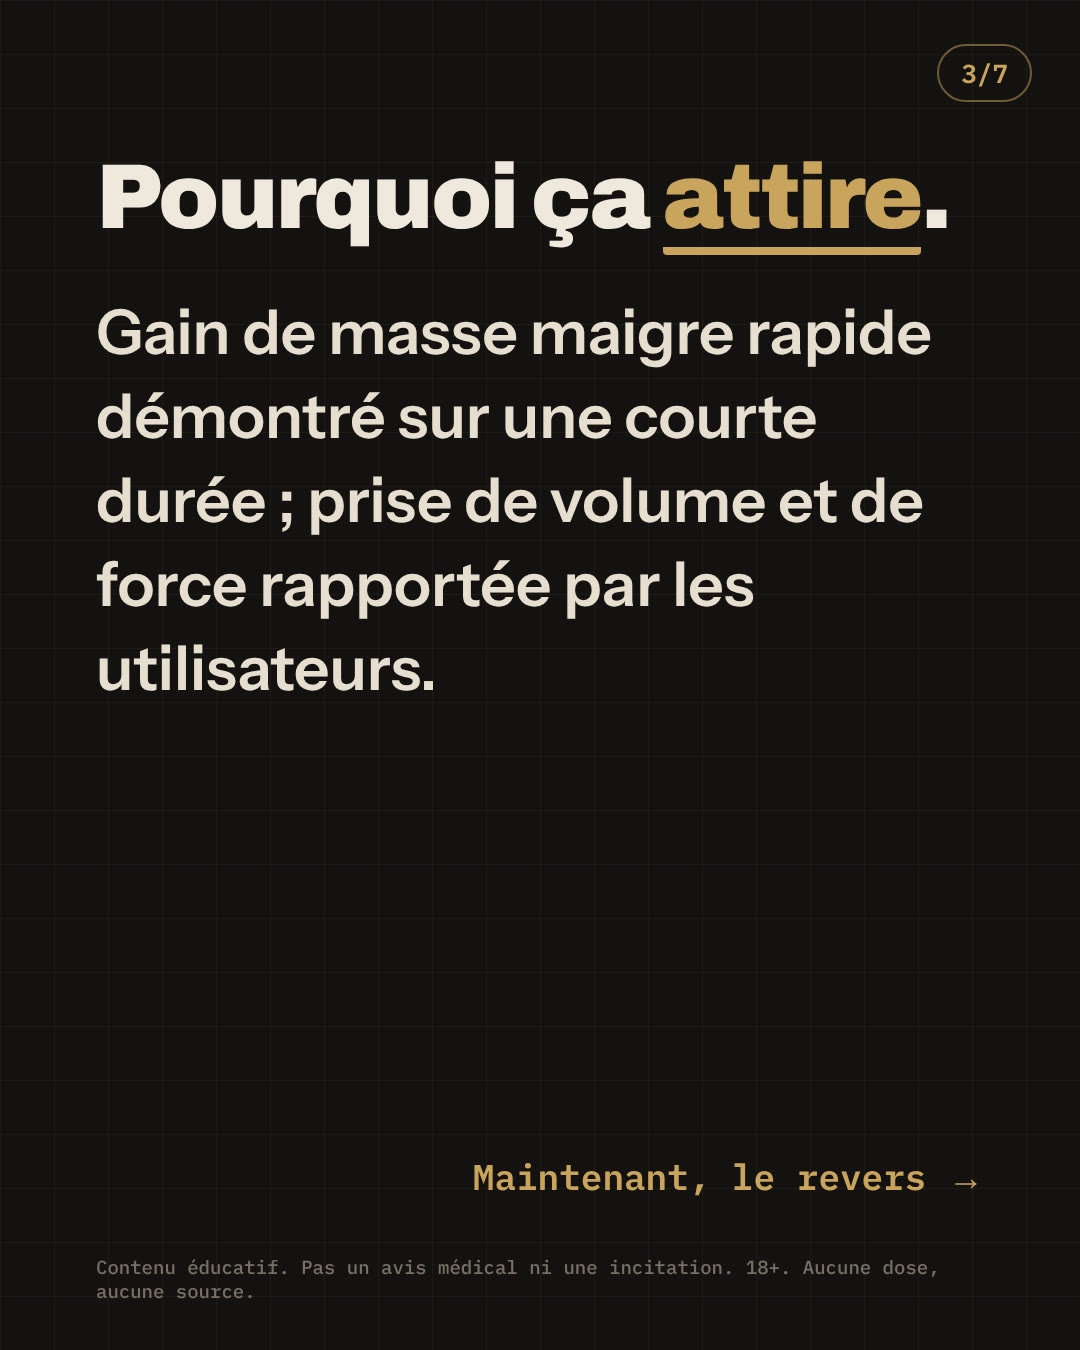 3/7
Pourquoi ça attire.
Gain de masse maigre rapide
démontré sur une courte
durée ; prise de volume et de
force rapportée par les
utilisateurs.
Maintenant, le revers →
Contenu éducatif. Pas un avis médical ni une incitation. 18+. Aucune dose,
aucune source.